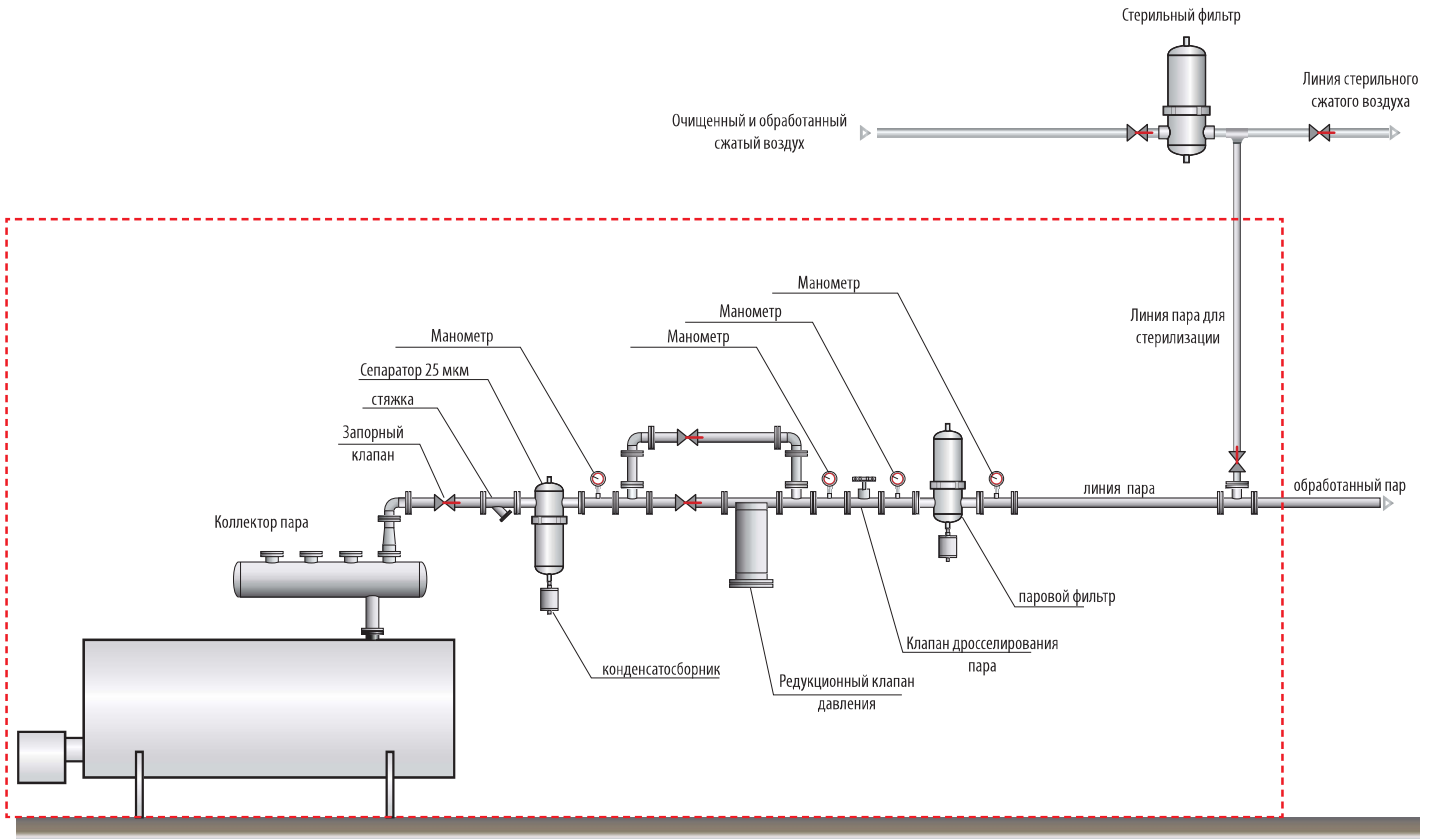 Стерильный фильтр
Линия стерильного
сжатого воздуха
Очищенный и обработанный
сжатый воздух
Манометр
Манометр
Линия пара для
стерилизации
Манометр
Манометр
Сепаратор 25 мкм
стяжка
Запорный
клапан
линия пара
обработанный пар
Коллектор пара
паровой фильтр
Клапан дросселирования
пара
конденсатосборник
Редукционный клапан
давления